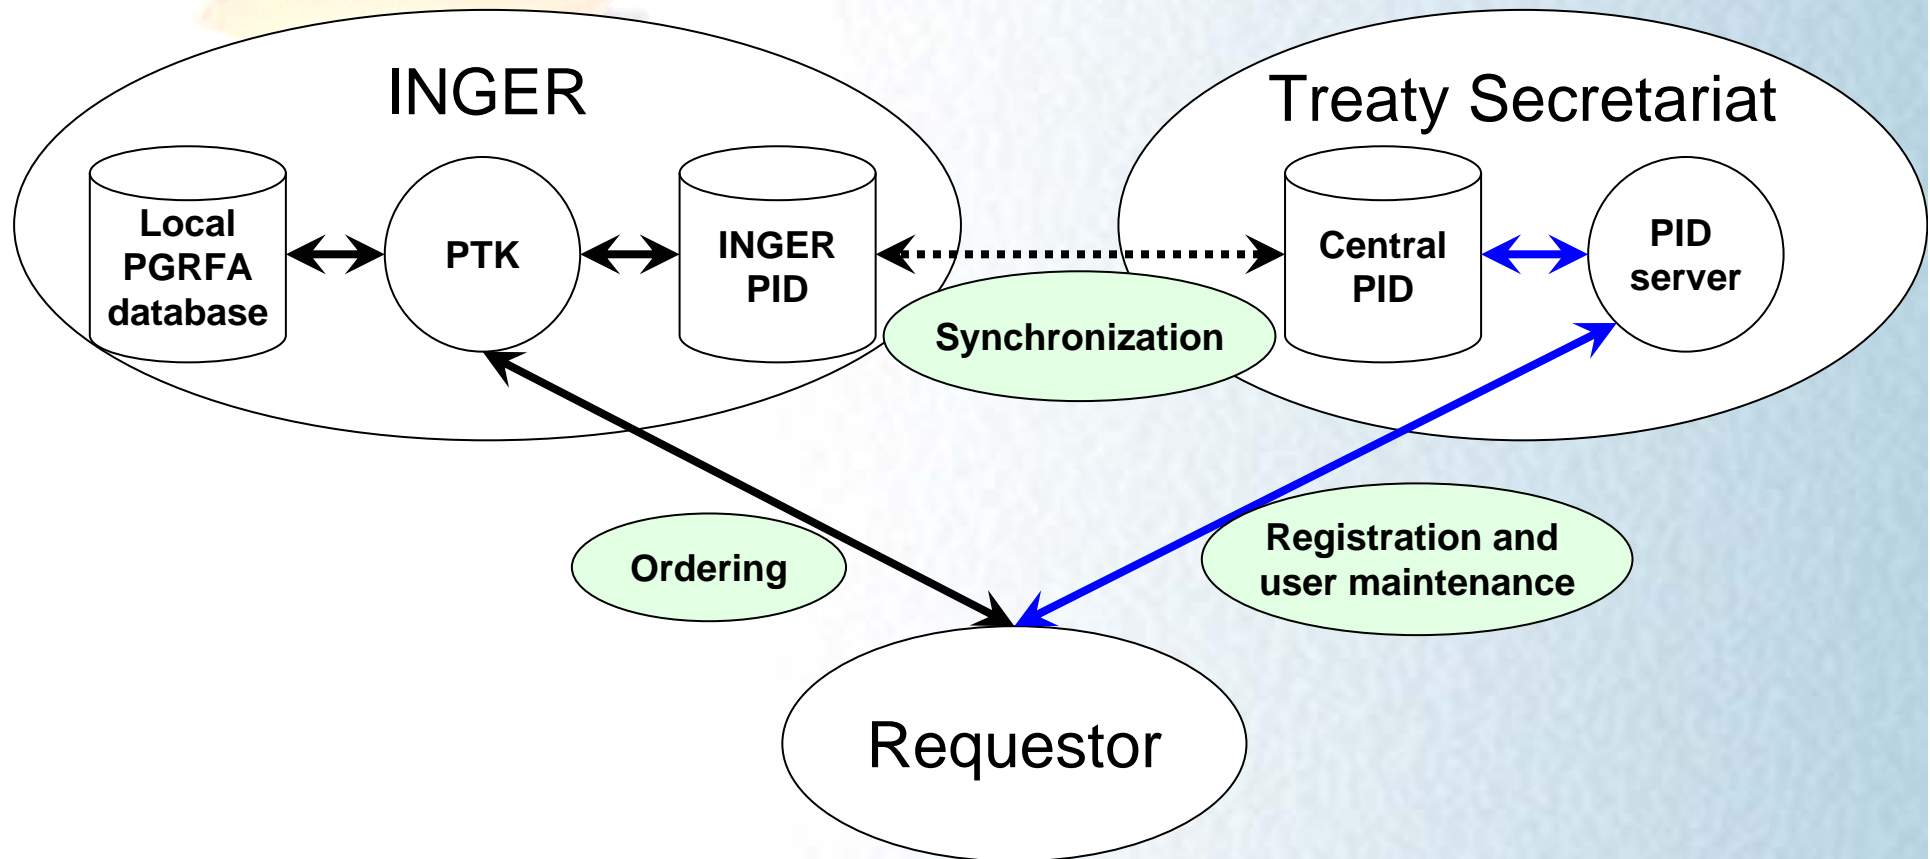 INGER
Treaty Secretariat
Local
PGRFA
database
PTK
INGER
PID
Central
PID
PID
server
Synchronization
Ordering
Registration and
user maintenance
Requestor